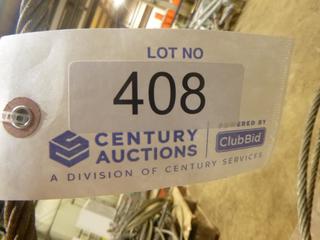 LOT NO
408
CENTURY
AUCTIONS
POWERED BY
ClubBid
A DIVISION OF CENTURY SERVICES